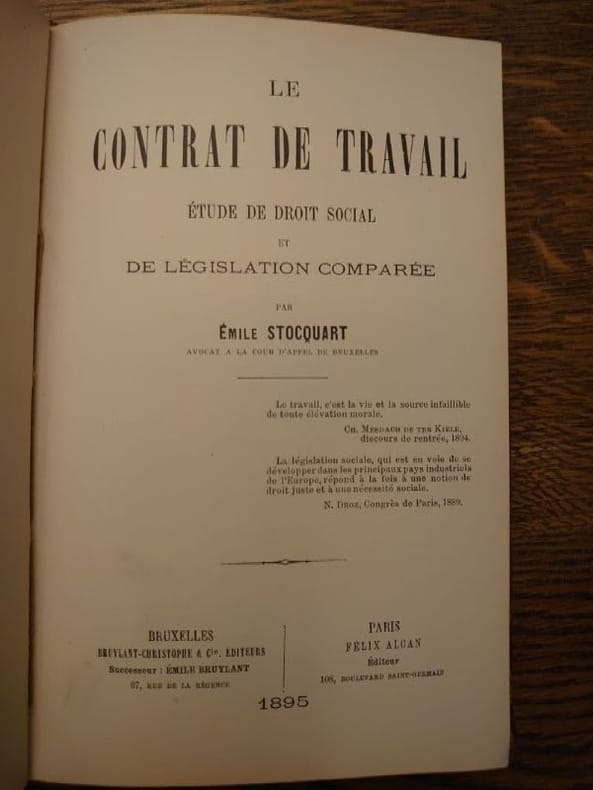 LE
CONTRAT DE TRAVAIL
ÉTUDE DE DROIT SOCIAL
ET
DE LÉGISLATION COMPARÉE
PAR
ÉMILE STOCQUART
AVOCAT A LA COUR D'APPEL DE BRUXELLES
Le travail, c'est la vie et la source infaillible
de toute élévation morale.
CH. MESDACH DE TER KIELE,
discours de rentrée, 1894.
La législation sociale, qui est en voie de se
développer dans les principaux pays industriels
de l'Europe, répond à la fois à une notion de
droit juste et à une nécessité sociale.
N. DROZ, Congrès de Paris, 1889.
BRUXELLES
BRUYLANT-CHRISTOPHE & Cie, ÉDITEURS
Successeur : ÉMILE BRUYLANT
67, RUE DE LA RÉGENCE
PARIS
FÉLIX ALCAN
Éditeur
108, BOULEVARD SAINT-GERMAIN
1895